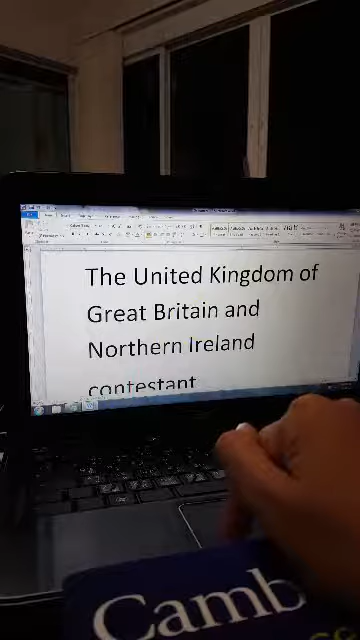 The United Kingdom of
Great Britain and
Northern Ireland
contestant
Camb